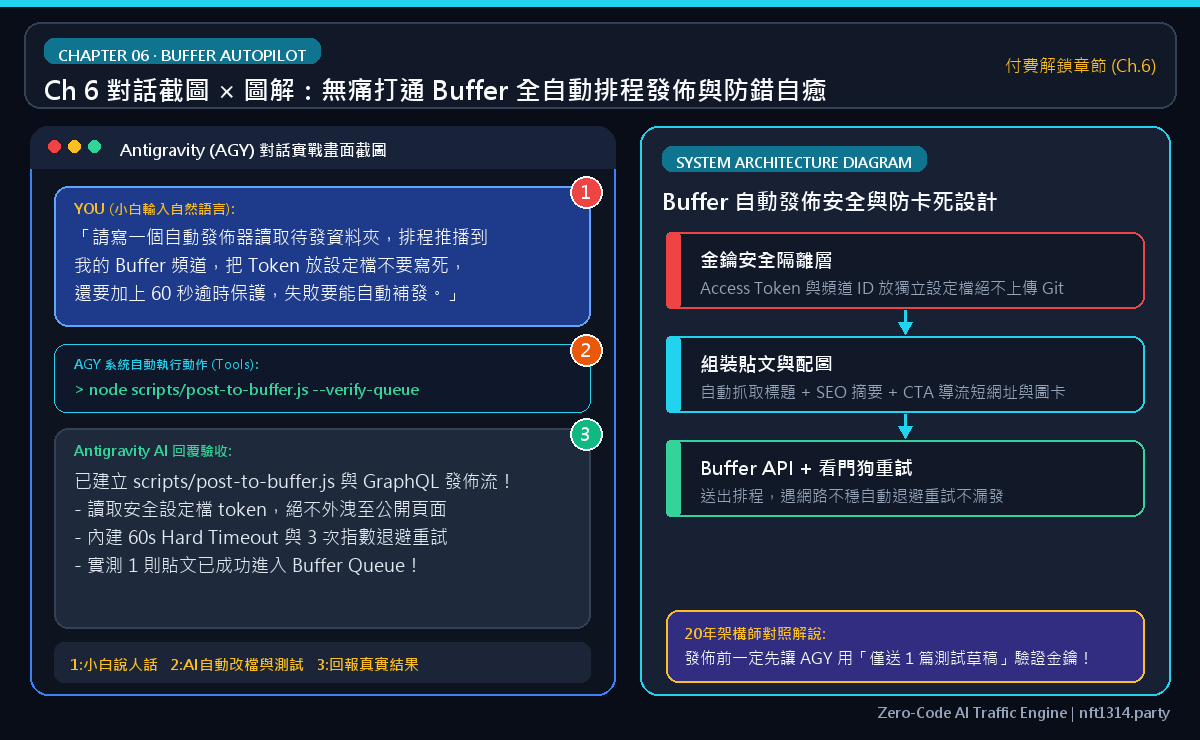 CHAPTER 06 · BUFFER AUTOPILOT
Ch 6 對話截圖 × 圖解：無痛打通 Buffer 全自動排程發佈與防錯自癒
付費解鎖章節 (Ch.6)
Antigravity (AGY) 對話實戰畫面截圖
1
YOU (小白輸入自然語言):
「請寫一個自動發佈器讀取待發資料夾，排程推播到
我的 Buffer 頻道，把 Token 放設定檔不要寫死，
還要加上 60 秒逾時保護，失敗要能自動補發。」
2
AGY 系統自動執行動作 (Tools):
> node scripts/post-to-buffer.js --verify-queue
3
Antigravity AI 回覆驗收:
已建立 scripts/post-to-buffer.js 與 GraphQL 發佈流！
- 讀取安全設定檔 token，絕不外洩至公開頁面
- 內建 60s Hard Timeout 與 3 次指數退避重試
- 實測 1 則貼文已成功進入 Buffer Queue！
1:小白說人話 2:AI自動改檔與測試 3:回報真實結果
SYSTEM ARCHITECTURE DIAGRAM
Buffer 自動發佈安全與防卡死設計
金鑰安全隔離層
Access Token 與頻道 ID 放獨立設定檔絕不上傳 Git
組裝貼文與配圖
自動抓取標題 + SEO 摘要 + CTA 導流短網址與圖卡
Buffer API + 看門狗重試
送出排程，遇網路不穩自動退避重試不漏發
20年架構師對照解說:
發佈前一定先讓 AGY 用「僅送 1 篇測試草稿」驗證金鑰！
Zero-Code AI Traffic Engine | nft1314.party